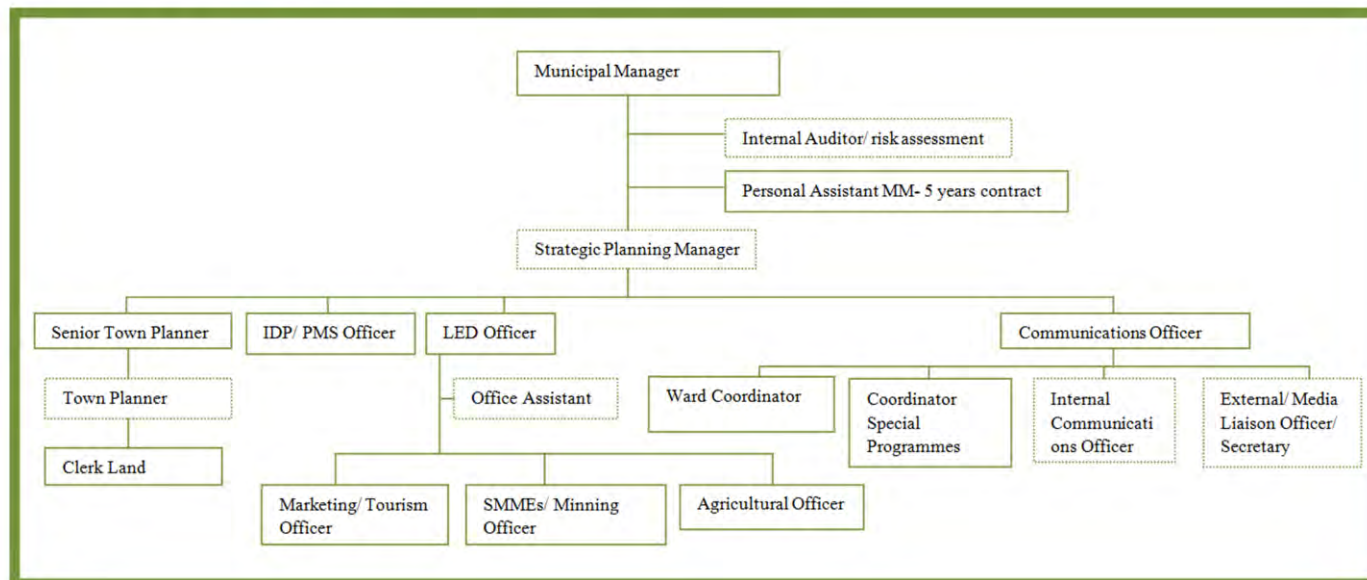 Municipal Manager
Internal Auditor/ risk assessment
Personal Assistant MM- 5 years contract
Strategic Planning Manager
Senior Town Planner
IDP/ PMS Officer
LED Officer
Communications Officer
Town Planner
Office Assistant
Ward Coordinator
Coordinator
Special
Programmes
Internal
Communicati
ons Officer
External/ Media
Liaison Officer/
Secretary
Clerk Land
Marketing/ Tourism
Officer
SMMEs/ Minning
Officer
Agricultural Officer